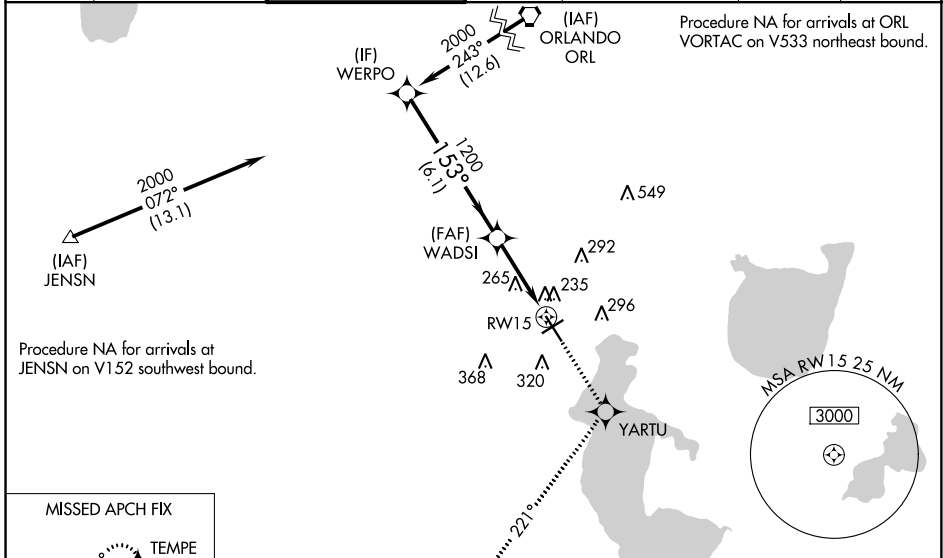 Procedure NA for arrivals at ORL
VORTAC on V533 northeast bound.
(IAF)
ORLANDO
ORL
2000
243°
(12.6)
(IF)
WERPO
1200
153°
(6.1)
2000
072°
(13.1)
(IAF)
JENSN
549
(FAF)
WADSI
292
265
235
296
RW15
Procedure NA for arrivals at
JENSN on V152 southwest bound.
368
320
MSA RW15 25 NM
3000
YARTU
221°
MISSED APCH FIX
TEMPE